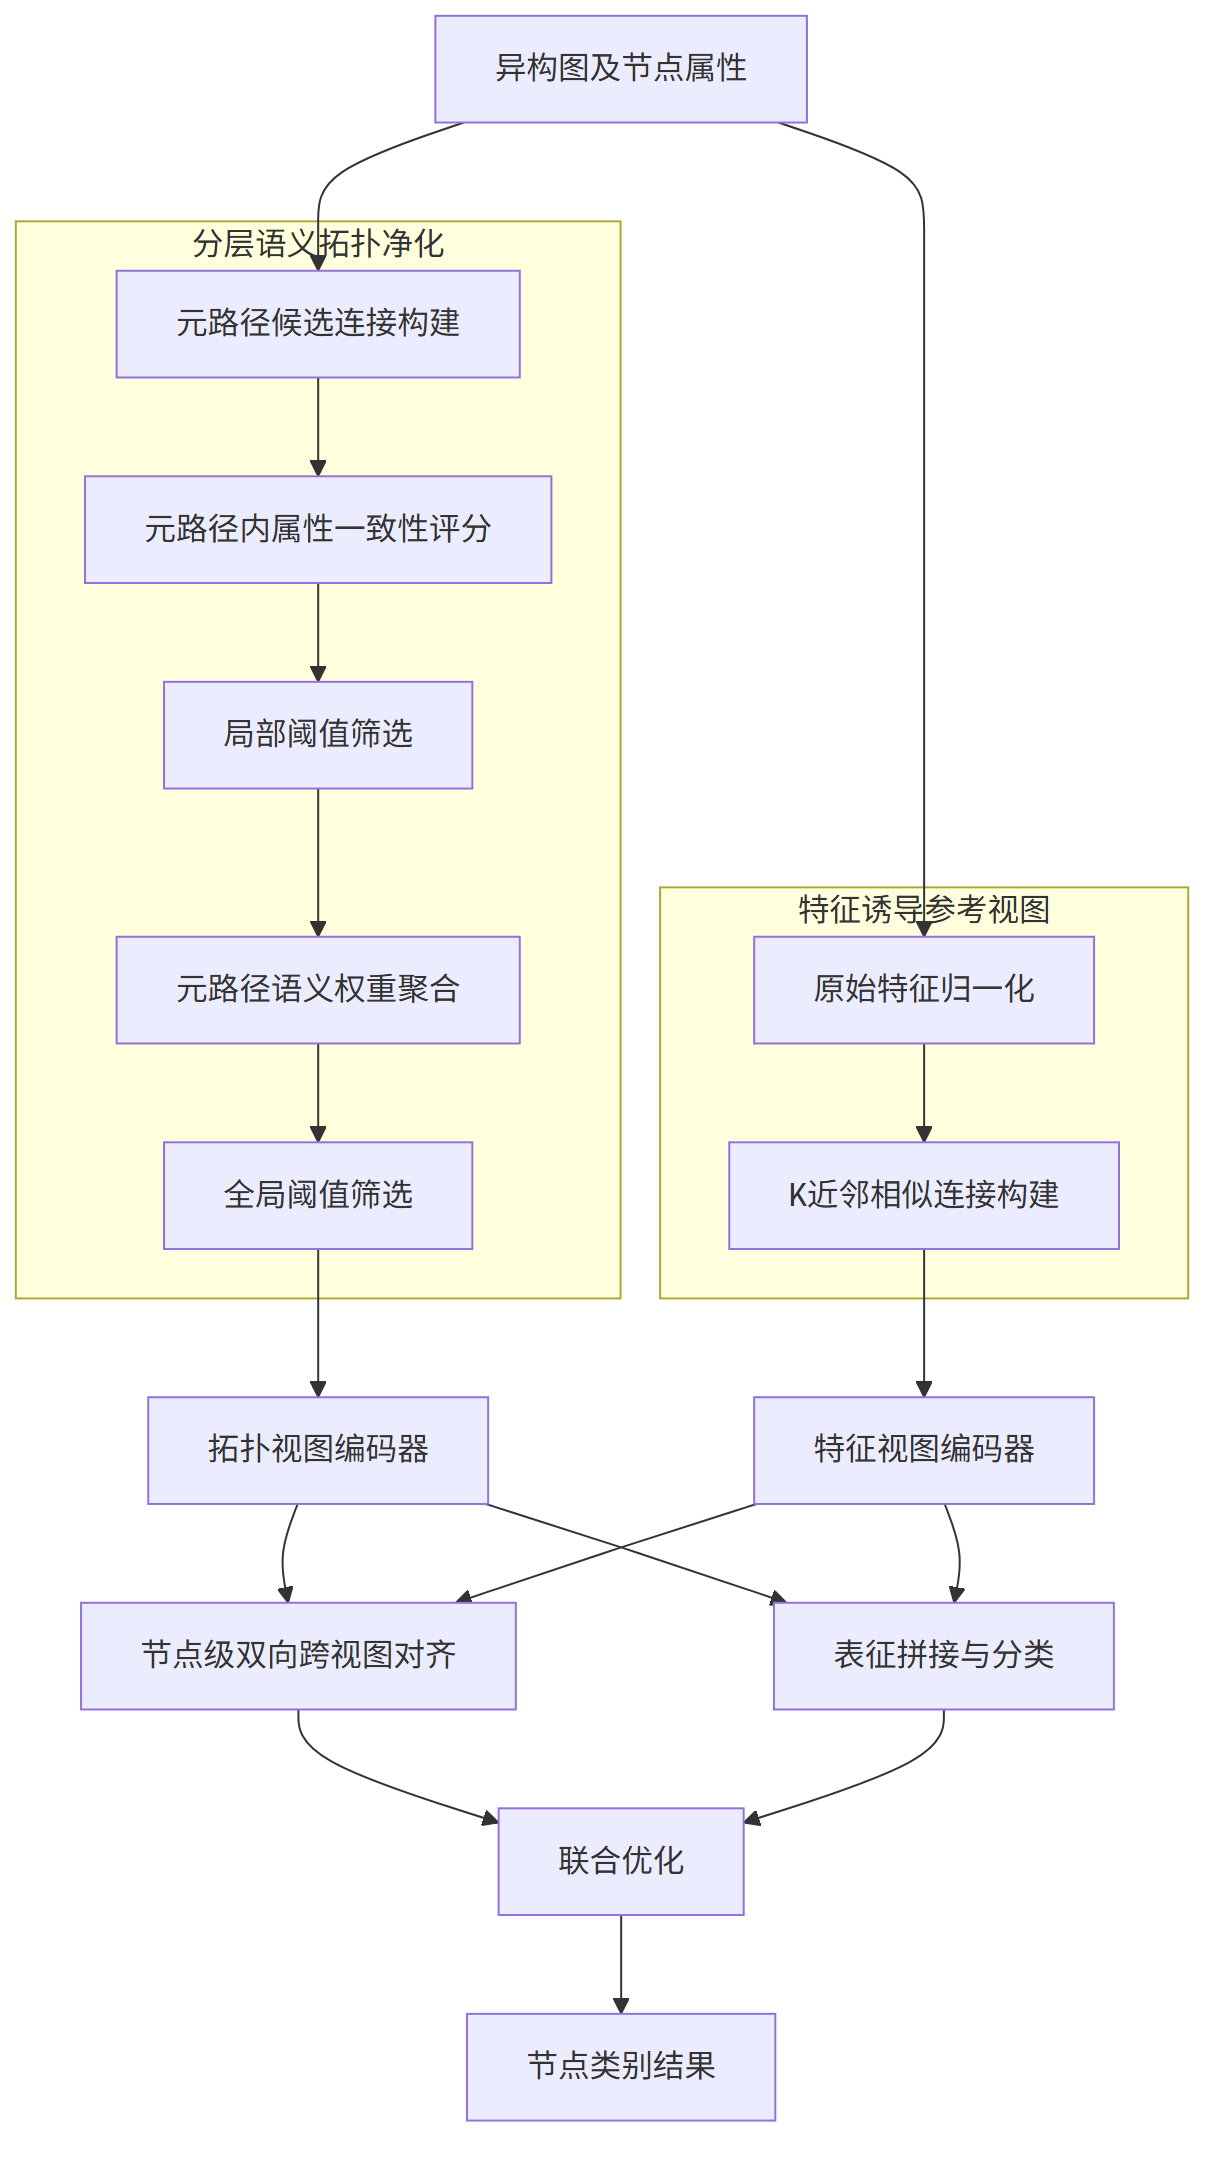 异构图及节点属性
分层语义拓扑净化
元路径候选连接构建
元路径内属性一致性评分
局部阈值筛选
元路径语义权重聚合
全局阈值筛选
特征诱导参考视图
原始特征归一化
K近邻相似连接构建
拓扑视图编码器
特征视图编码器
节点级双向跨视图对齐
表征拼接与分类
联合优化
节点类别结果